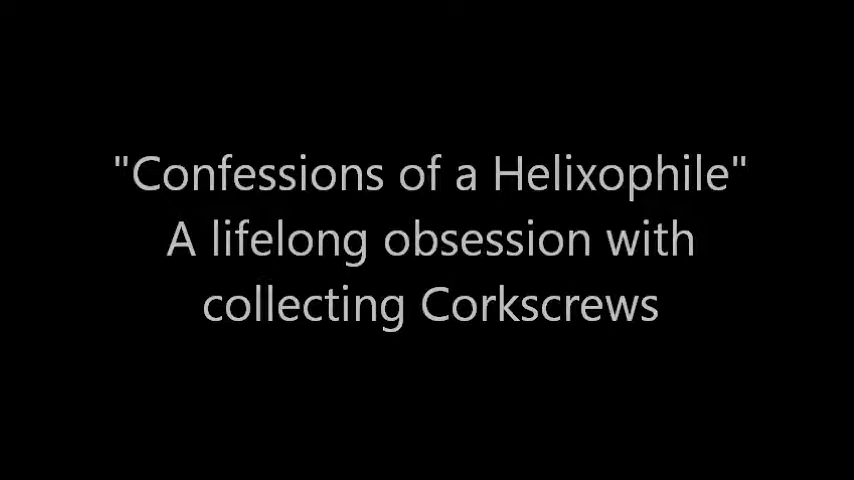 "Confessions of a Helixophile"
A lifelong obsession with
collecting Corkscrews